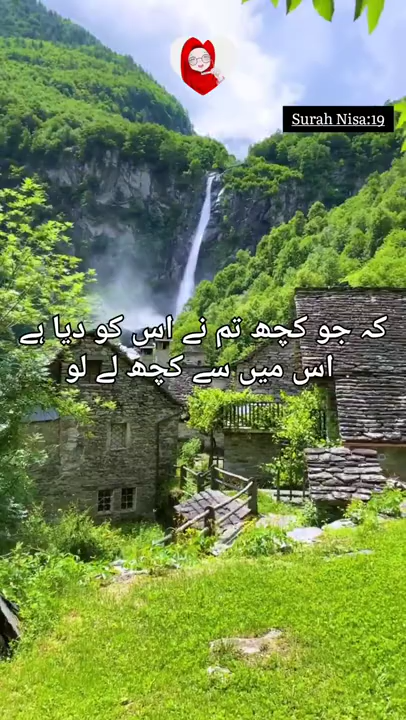 Surah Nisa:19
کہ جو کچھ تم نے اس کو دیا ہے
اس میں سے کچھ لے لو